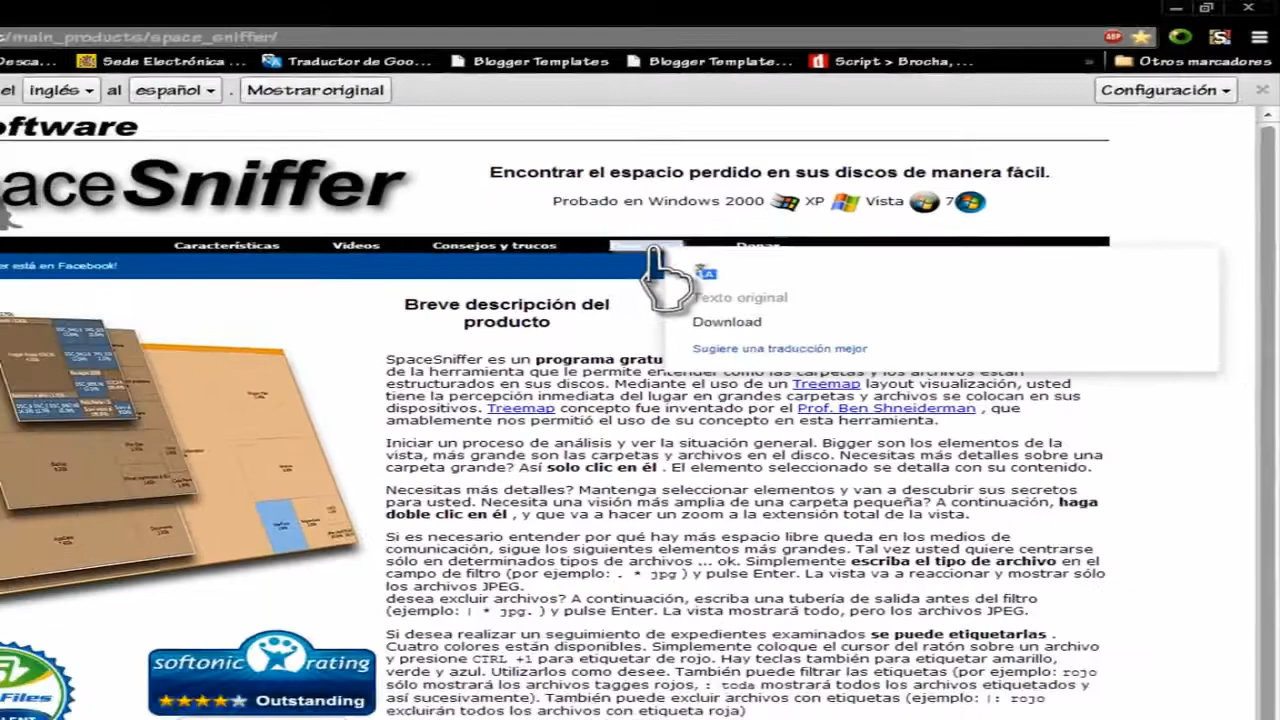 /main_products/space_sniffer/
ABP
Desca...
Sede Electrónica ...
Traductor de Goo...
Blogger Templates
Blogger Template...
Script > Brocha, ...
»
Otros marcadores
el inglés al español . Mostrar original
Configuración
oftware
paceSniffer
Encontrar el espacio perdido en sus discos de manera fácil.
Probado en Windows 2000 XP Vista 7
Características Videos Consejos y trucos Donar
er está en Facebook!
Texto original
Download
Sugiere una traducción mejor
Breve descripción del
producto
SpaceSniffer es un programa gratu
de la herramienta que le permite entender cómo las carpetas y los archivos están
estructurados en sus discos. Mediante el uso de un Treemap layout visualización, usted
tiene la percepción inmediata del lugar en grandes carpetas y archivos se colocan en sus
dispositivos. Treemap concepto fue inventado por el Prof. Ben Shneiderman , que
amablemente nos permitió el uso de su concepto en esta herramienta.
Iniciar un proceso de análisis y ver la situación general. Bigger son los elementos de la
vista, más grande son las carpetas y archivos en el disco. Necesitas más detalles sobre una
carpeta grande? Así solo clic en él . El elemento seleccionado se detalla con su contenido.
Necesitas más detalles? Mantenga seleccionar elementos y van a descubrir sus secretos
para usted. Necesita una visión más amplia de una carpeta pequeña? A continuación, haga
doble clic en él , y que va a hacer un zoom a la extensión total de la vista.
Si es necesario entender por qué hay más espacio libre queda en los medios de
comunicación, sigue los siguientes elementos más grandes. Tal vez usted quiere centrarse
sólo en determinados tipos de archivos ... ok. Simplemente escriba el tipo de archivo en el
campo de filtro (por ejemplo: . * jpg ) y pulse Enter. La vista va a reaccionar y mostrar sólo
los archivos JPEG.
desea excluir archivos? A continuación, escriba una tubería de salida antes del filtro
(ejemplo: | * jpg. ) y pulse Enter. La vista mostrará todo, pero los archivos JPEG.
Si desea realizar un seguimiento de expedientes examinados se puede etiquetarlas .
Cuatro colores están disponibles. Simplemente coloque el cursor del ratón sobre un archivo
y presione CTRL +1 para etiquetar de rojo. Hay teclas también para etiquetar amarillo,
verde y azul. Utilizarlos como desee. También puede filtrar las etiquetas (por ejemplo: rojo
sólo mostrará los archivos tagges rojos, : toda mostrará todos los archivos etiquetados y
así sucesivamente). También puede excluir archivos con etiquetas (ejemplo: |: rojo
excluirán todos los archivos con etiqueta roja)
softonic rating
Outstanding
Files